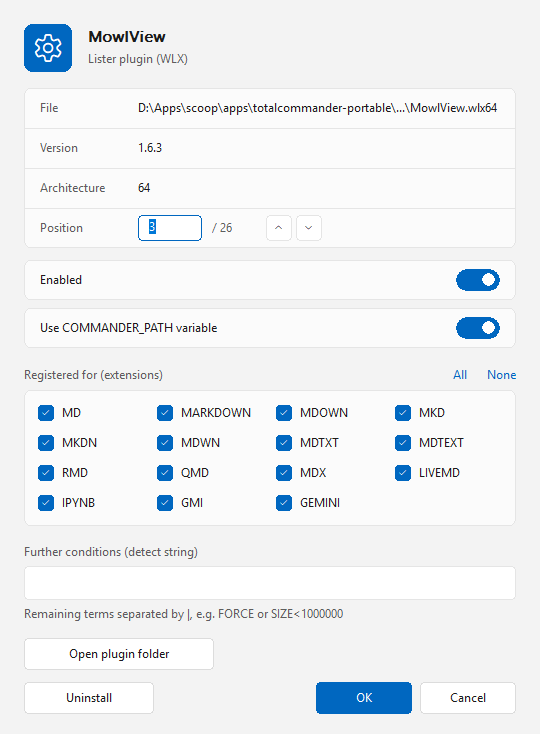 MowlView
Lister plugin (WLX)
File D:\Apps\scoop\apps\totalcommander-portable\...\MowlView.wlx64
Version 1.6.3
Architecture 64
Position 3 / 26
Enabled
Use COMMANDER_PATH variable
Registered for (extensions) All None
MD MARKDOWN MDOWN MKD
MKDN MDWN MDTXT MDTEXT
RMD QMD MDX LIVEMD
IPYNB GMI GEMINI
Further conditions (detect string)
Remaining terms separated by |, e.g. FORCE or SIZE<1000000
Open plugin folder
Uninstall OK Cancel